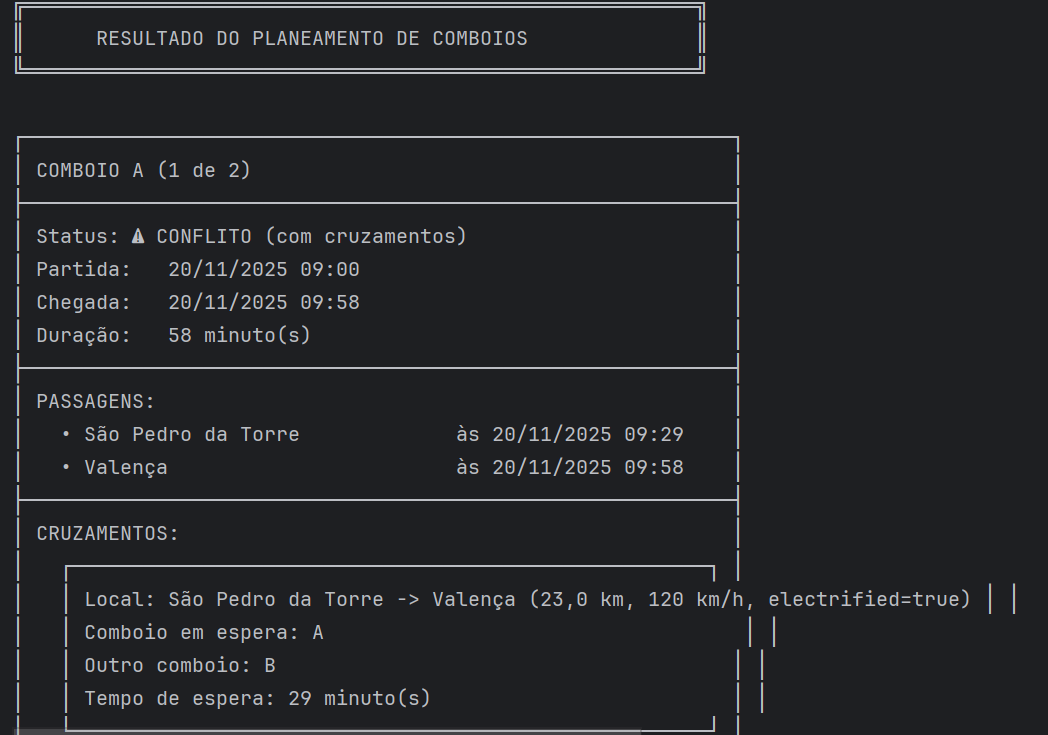 RESULTADO DO PLANEAMENTO DE COMBOIOS
COMBOIO A (1 de 2)
Status: ⚠ CONFLITO (com cruzamentos)
Partida: 20/11/2025 09:00
Chegada: 20/11/2025 09:58
Duração: 58 minuto(s)
PASSAGENS:
• São Pedro da Torre às 20/11/2025 09:29
• Valença às 20/11/2025 09:58
CRUZAMENTOS:
Local: São Pedro da Torre -> Valença (23,0 km, 120 km/h, electrified=true)
Comboio em espera: A
Outro comboio: B
Tempo de espera: 29 minuto(s)